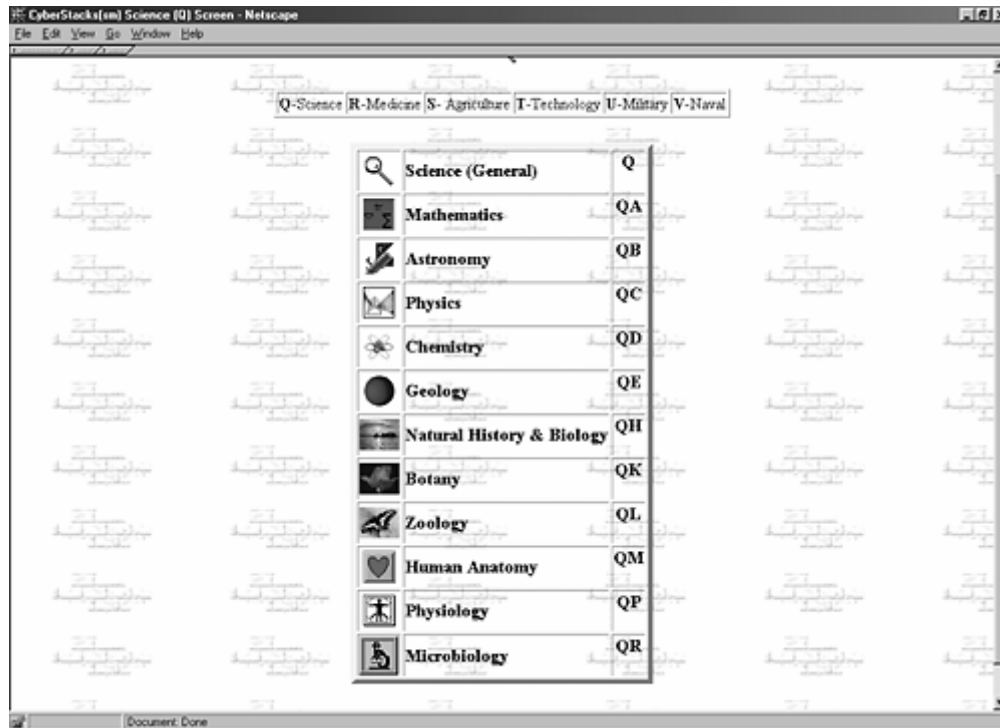 CyberStacks(sm) Science (Q) Screen - Netscape
File Edit View Go Window Help
Q-Science R-Medicine S- Agriculture T-Technology U-Military V-Naval
Science (General) Q
Mathematics QA
Astronomy QB
Physics QC
Chemistry QD
Geology QE
Natural History & Biology QH
Botany QK
Zoology QL
Human Anatomy QM
Physiology QP
Microbiology QR
Document: Done